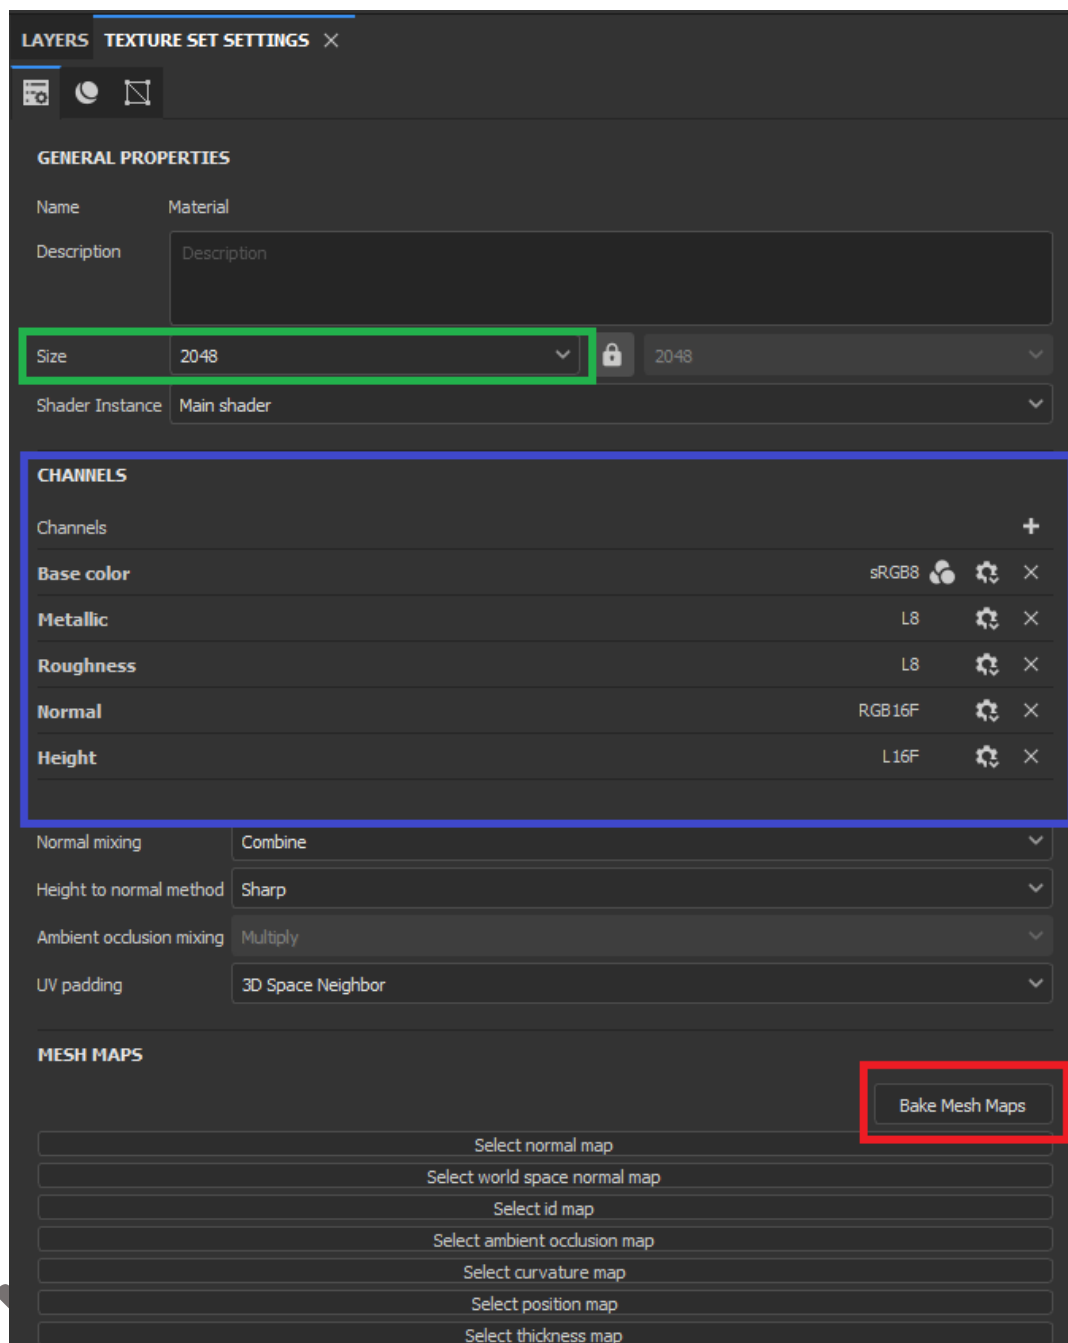 LAYERS TEXTURE SET SETTINGS
GENERAL PROPERTIES
Name Material
Description Description
Size 2048 2048
Shader Instance Main shader
CHANNELS
Channels
Base color sRGB8
Metallic L8
Roughness L8
Normal RGB16F
Height L16F
Normal mixing Combine
Height to normal method Sharp
Ambient occlusion mixing Multiply
UV padding 3D Space Neighbor
MESH MAPS
Bake Mesh Maps
Select normal map
Select world space normal map
Select id map
Select ambient occlusion map
Select curvature map
Select position map
Select thickness map